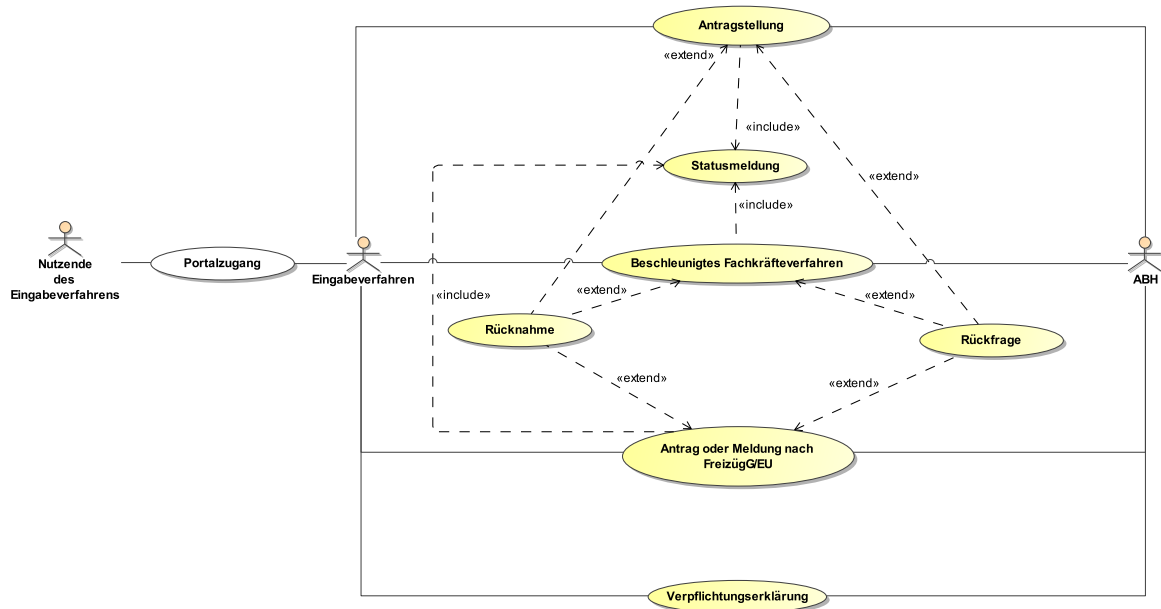 Antragstellung
«extend»
«include»
Statusmeldung
«extend»
«include»
Portalzugang
Beschleunigtes Fachkräfteverfahren
Nutzende
des
Eingabeverfahrens
Eingabeverfahren
ABH
«include»
«extend»
«extend»
Rücknahme
Rückfrage
«extend»
«extend»
Antrag oder Meldung nach
FreizügG/EU
Verpflichtungserklärung